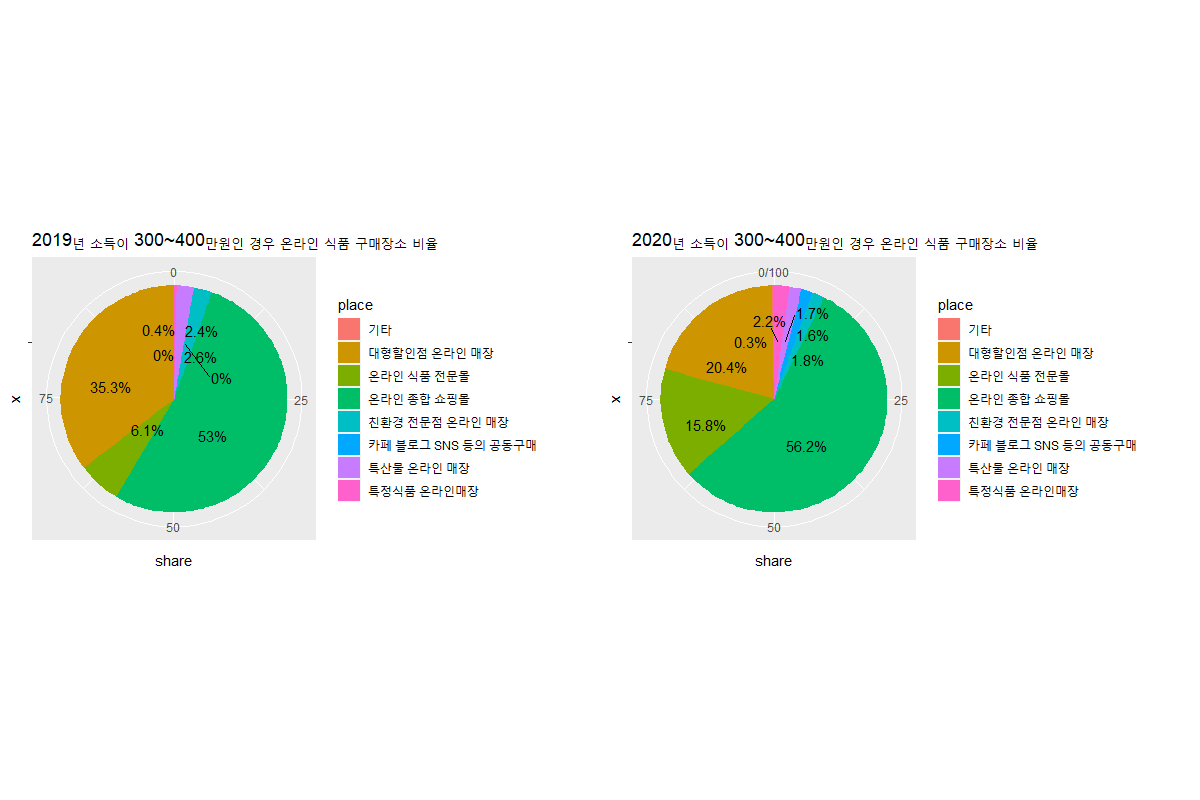 2019년 소득이 300~400만원인 경우 온라인 식품 구매장소 비율
0
0.4%
2.4%
0%
2.6%
0%
35.3%
6.1%
53%
75
25
50
x
share
place
기타
대형할인점 온라인 매장
온라인 식품 전문몰
온라인 종합 쇼핑몰
친환경 전문점 온라인 매장
카페 블로그 SNS 등의 공동구매
특산물 온라인 매장
특정식품 온라인매장
2020년 소득이 300~400만원인 경우 온라인 식품 구매장소 비율
0/100
1.7%
2.2%
1.6%
0.3%
1.8%
20.4%
15.8%
56.2%
75
25
50
x
share
place
기타
대형할인점 온라인 매장
온라인 식품 전문몰
온라인 종합 쇼핑몰
친환경 전문점 온라인 매장
카페 블로그 SNS 등의 공동구매
특산물 온라인 매장
특정식품 온라인매장